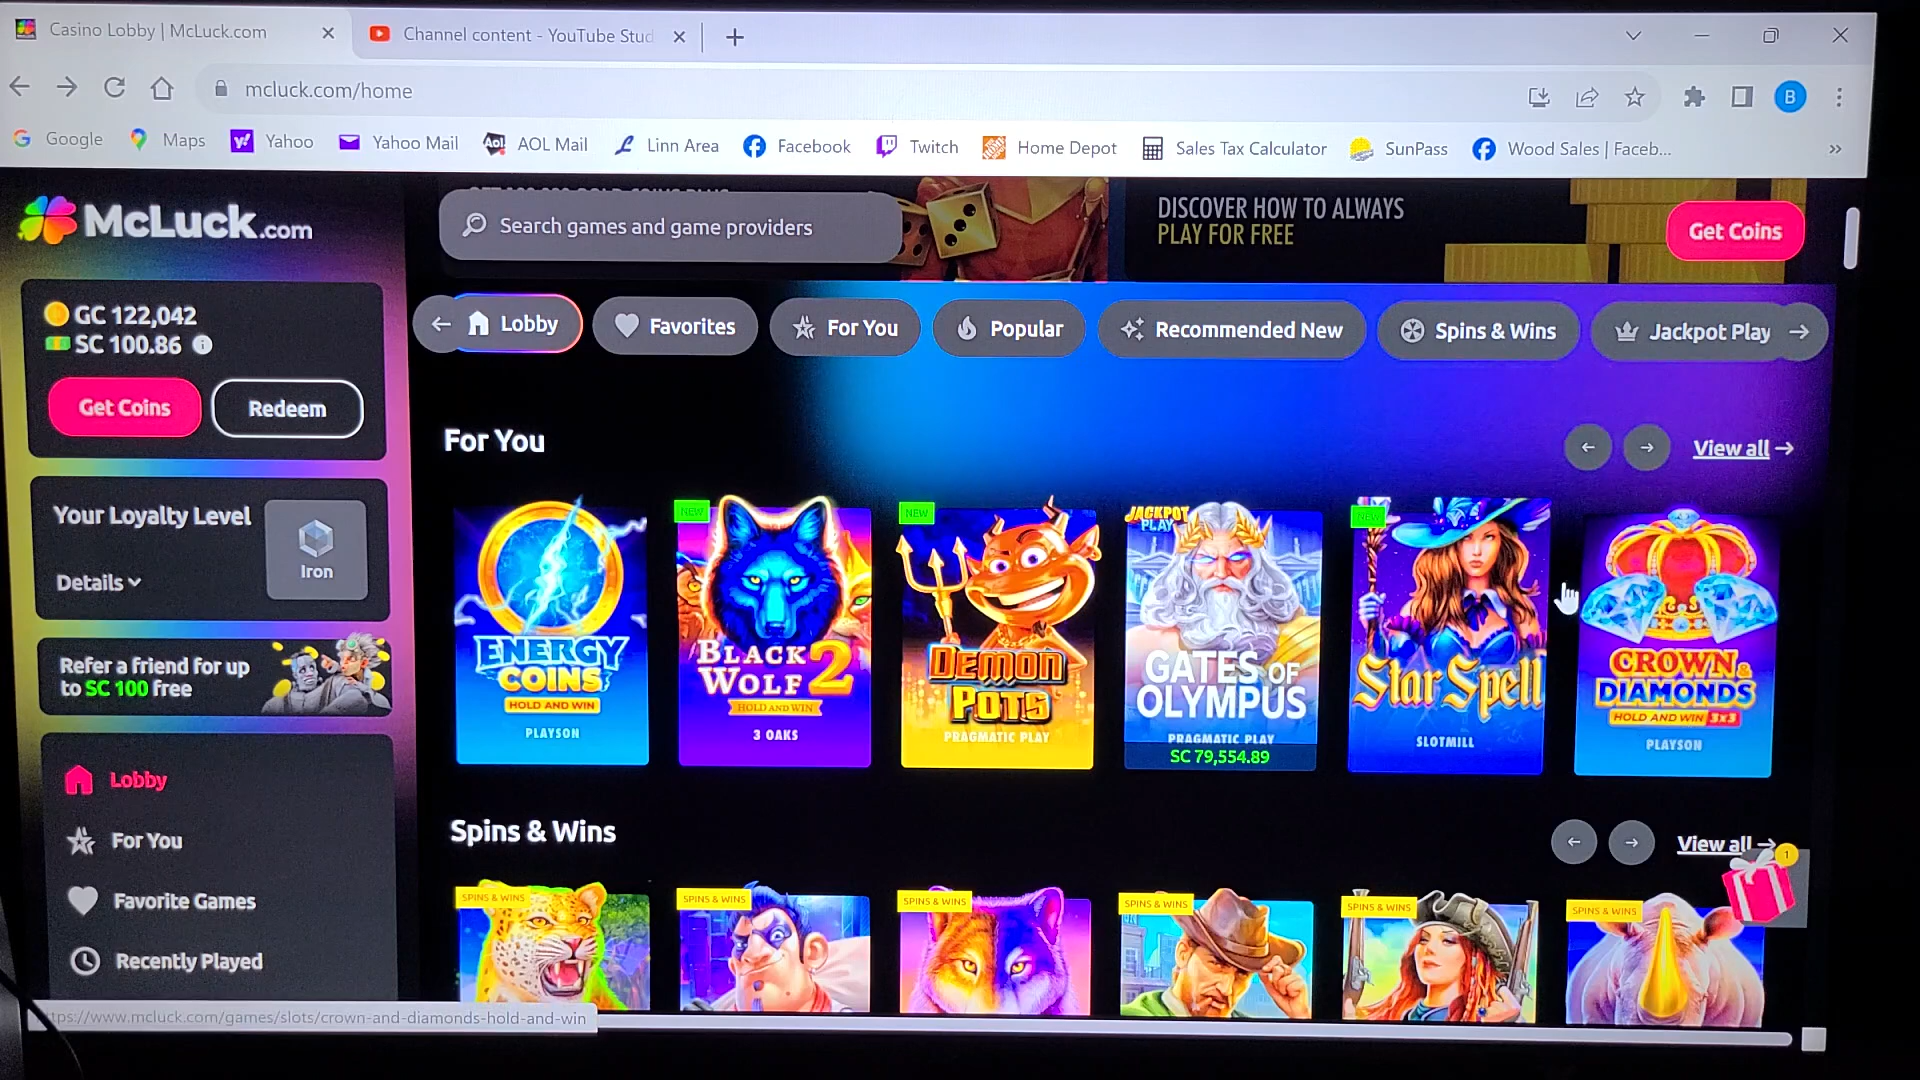 Casino Lobby | McLuck.com
Channel content - YouTube Stud
mcluck.com/home
B
Google
Maps
Yahoo
Yahoo Mail
Aol.
AOL Mail
Linn Area
Facebook
Twitch
Home Depot
Sales Tax Calculator
SunPass
Wood Sales | Faceb...
McLuck.com
Search games and game providers
DISCOVER HOW TO ALWAYS
PLAY FOR FREE
Get Coins
GC 122,042
SC 100.86
Get Coins
Redeem
Lobby
Favorites
For You
Popular
Recommended New
Spins & Wins
Jackpot Play
For You
View all
Your Loyalty Level
Iron
Details
Refer a friend for up
to SC 100 free
Lobby
For You
Favorite Games
Recently Played
ENERGY
COINS
HOLD AND WIN
PLAYSON
NEW
BLACK
WOLF 2
HOLD AND WIN
3 OAKS
NEW
DEMON
POTS
PRAGMATIC PLAY
JACKPOT
PLAY
GATES OF
OLYMPUS
PRAGMATIC PLAY
SC 79,554.89
NEW
Star Spell
SLOTMILL
CROWN &
DIAMONDS
HOLD AND WIN 3x3
PLAYSON
Spins & Wins
View all
1
SPINS & WINS
SPINS & WINS
SPINS & WINS
SPINS & WINS
SPINS & WINS
SPINS & WINS
tps://www.mcluck.com/games/slots/crown-and-diamonds-hold-and-win